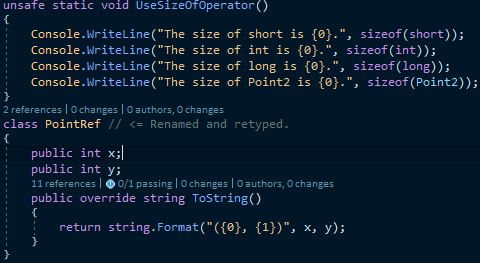 unsafe static void UseSizeOfOperator()
{
Console.WriteLine("The size of short is {0}.", sizeof(short));
Console.WriteLine("The size of int is {0}.", sizeof(int));
Console.WriteLine("The size of long is {0}.", sizeof(long));
Console.WriteLine("The size of Point2 is {0}.", sizeof(Point2));
}
2 references | 0 changes | 0 authors, 0 changes
class PointRef // <= Renamed and retyped.
{
public int x;
public int y;
11 references | 0/1 passing | 0 changes | 0 authors, 0 changes
public override string ToString()
{
return string.Format("({0}, {1})", x, y);
}
}